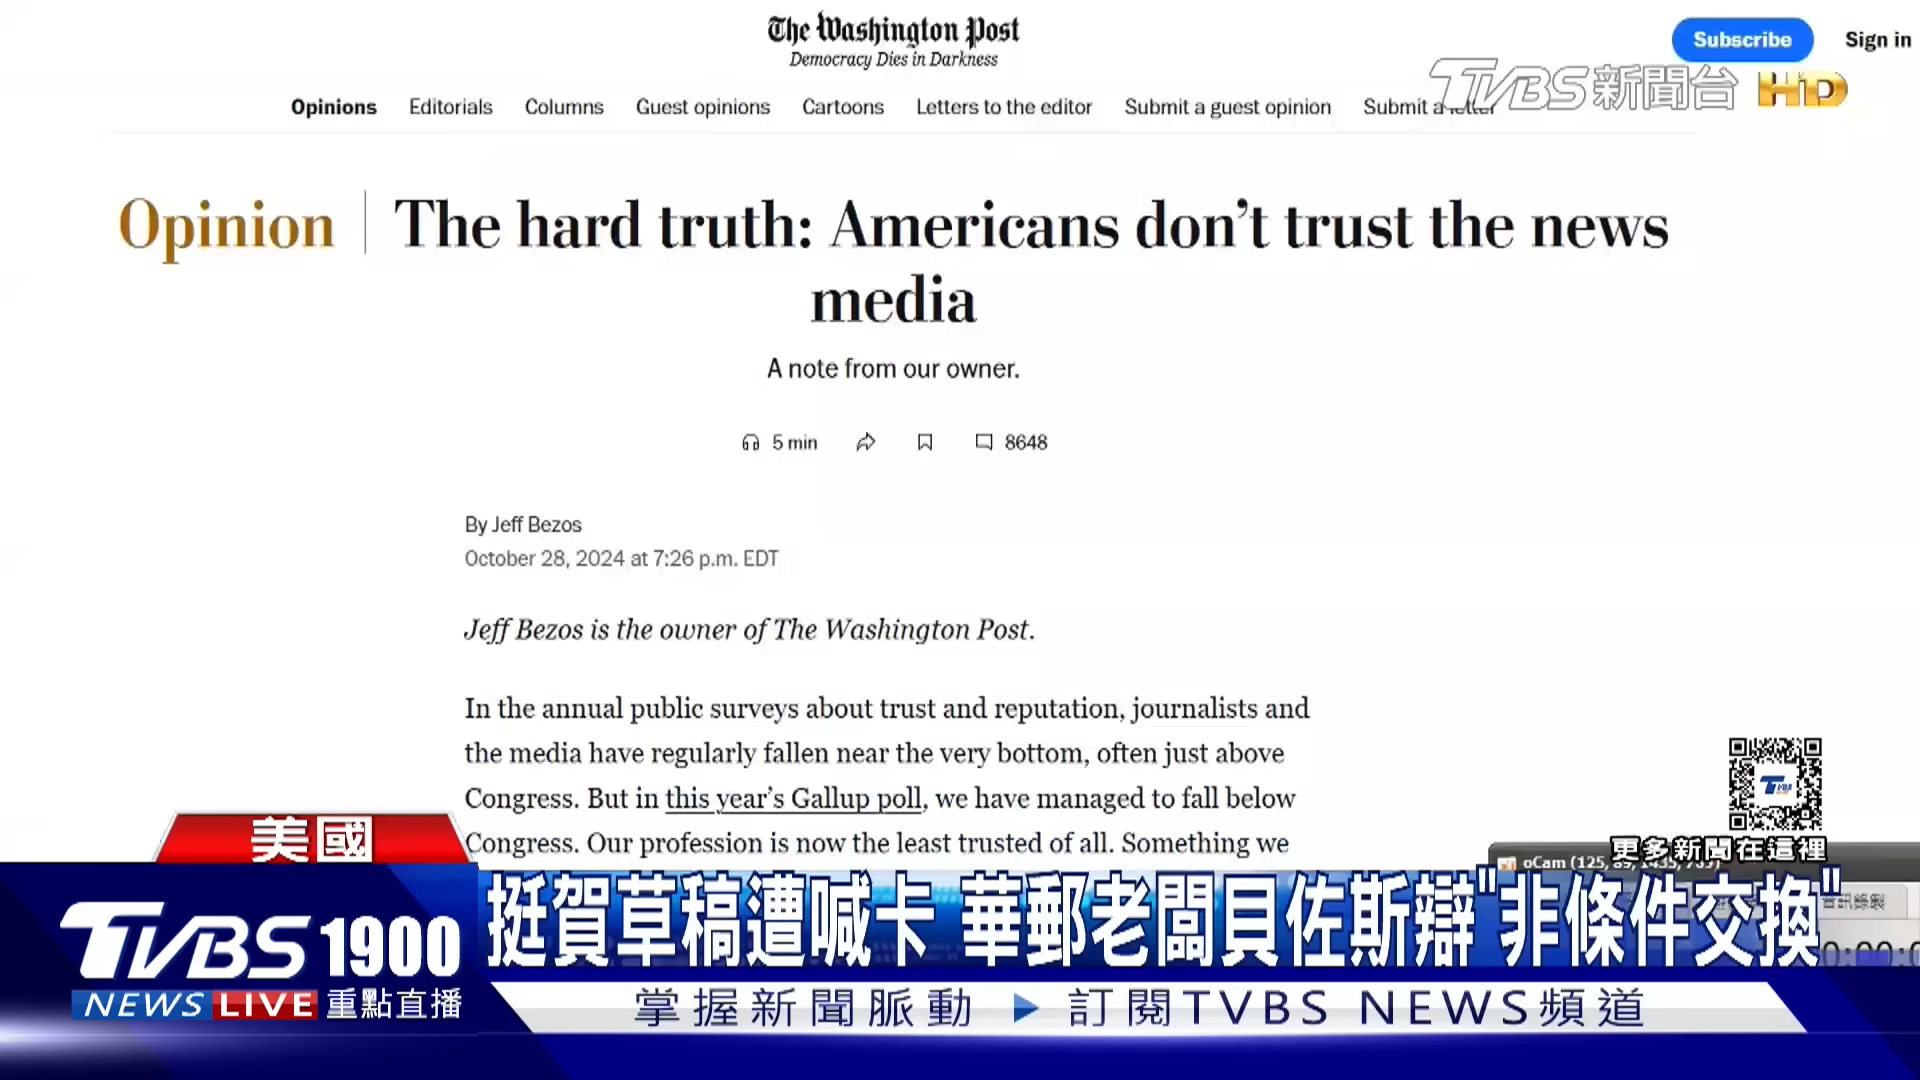 The Washington Post
Democracy Dies in Darkness
Subscribe
Sign in
TVBS新聞台 HD
Opinions Editorials Columns Guest opinions Cartoons Letters to the editor Submit a guest opinion Submit a letter
Opinion | The hard truth: Americans don’t trust the news
media
A note from our owner.
5 min 8648
By Jeff Bezos
October 28, 2024 at 7:26 p.m. EDT
Jeff Bezos is the owner of The Washington Post.
In the annual public surveys about trust and reputation, journalists and
the media have regularly fallen near the very bottom, often just above
Congress. But in this year’s Gallup poll, we have managed to fall below
Congress. Our profession is now the least trusted of all. Something we
TVBS
更多新聞在這裡
oCam (125,
美國
挺賀草稿遭喊卡 華郵老闆貝佐斯辯"非條件交換"
TVBS 1900
NEWS LIVE 重點直播
掌握新聞脈動 ▶ 訂閱TVBS NEWS頻道